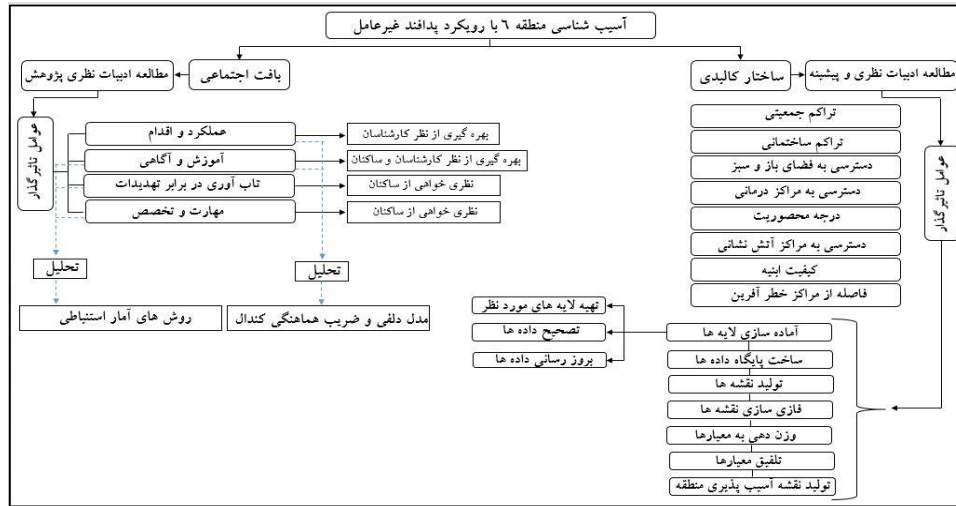 آسیب شناسی منطقه ۶ با رویکرد پدافند غیرعامل
مطالعه ادبیات نظری و پیشینه
ساختار کالبدی
بافت اجتماعی
مطالعه ادبیات نظری پژوهش
عوامل تاثیرگذار
تراکم جمعیتی
تراکم ساختمانی
دسترسی به فضای باز و سبز
دسترسی به مراکز درمانی
درجه محصوریت
دسترسی به مراکز آتش نشانی
کیفیت ابنیه
فاصله از مراکز خطر آفرین
آماده سازی لایه ها
ساخت پایگاه داده ها
تولید نقشه ها
فازی سازی نقشه ها
وزن دهی به معیارها
تلفیق معیارها
تولید نقشه آسیب پذیری منطقه
تهیه لایه های مورد نظر
تصحیح داده ها
بروز رسانی داده ها
عوامل تاثیرگذار
عملکرد و اقدام
بهره گیری از نظر کارشناسان
آموزش و آگاهی
بهره گیری از نظر کارشناسان و ساکنان
تاب آوری در برابر تهدیدات
نظری خواهی از ساکنان
مهارت و تخصص
نظری خواهی از ساکنان
تحلیل
تحلیل
مدل دلفی و ضریب هماهنگی کندال
روش های آمار استنباطی